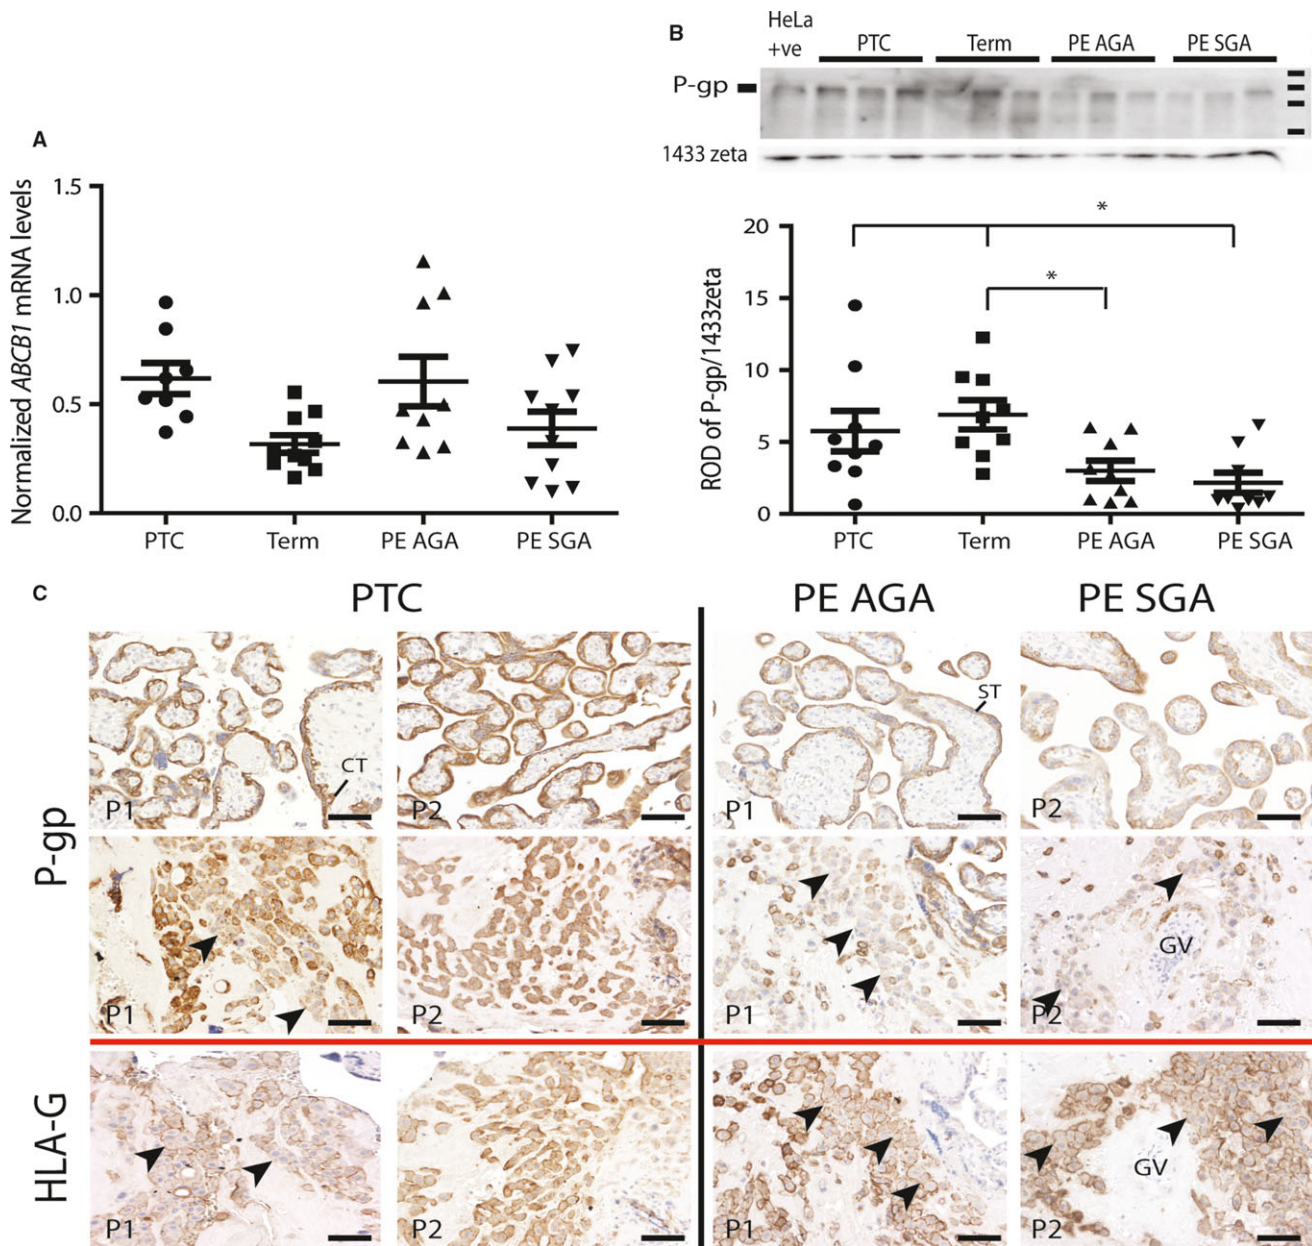 A
Normalized ABCB1 mRNA levels
1.5
1.0
0.5
0.0
PTC Term PE AGA PE SGA
B
HeLa
+ve PTC Term PE AGA PE SGA
P-gp
1433 zeta
ROD of P-gp/1433zeta
20
15
10
5
0
* 
*
PTC Term PE AGA PE SGA
C
PTC PE AGA PE SGA
P-gp
CT ST
P1 P2 P1 P2
GV
P1 P2 P1 P2
HLA-G
GV
P1 P2 P1 P2